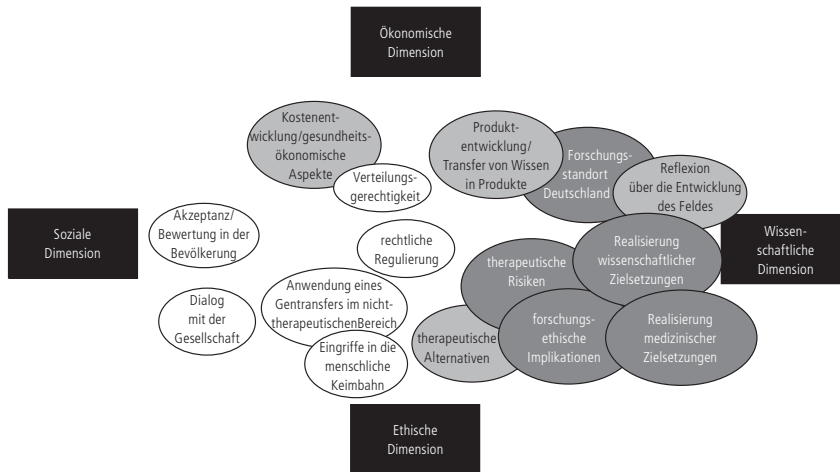 Ökonomische
Dimension
Kostenent-
wicklung/gesundheits-
ökonomische
Aspekte
Verteilungs-
gerechtigkeit
Produkt-
entwicklung/
Transfer von Wissen
in Produkte
Forschungs-
standort
Deutschland
Reflexion
über die Entwicklung
des Feldes
Soziale
Dimension
Akzeptanz/
Bewertung in der
Bevölkerung
rechtliche
Regulierung
therapeutische
Risiken
Realisierung
wissenschaftlicher
Zielsetzungen
Wissen-
schaftliche
Dimension
Dialog
mit der
Gesellschaft
Anwendung eines
Gentransfers im nicht-
therapeutischenBereich
Eingriffe in die
menschliche
Keimbahn
therapeutische
Alternativen
forschungs-
ethische
Implikationen
Realisierung
medizinischer
Zielsetzungen
Ethische
Dimension